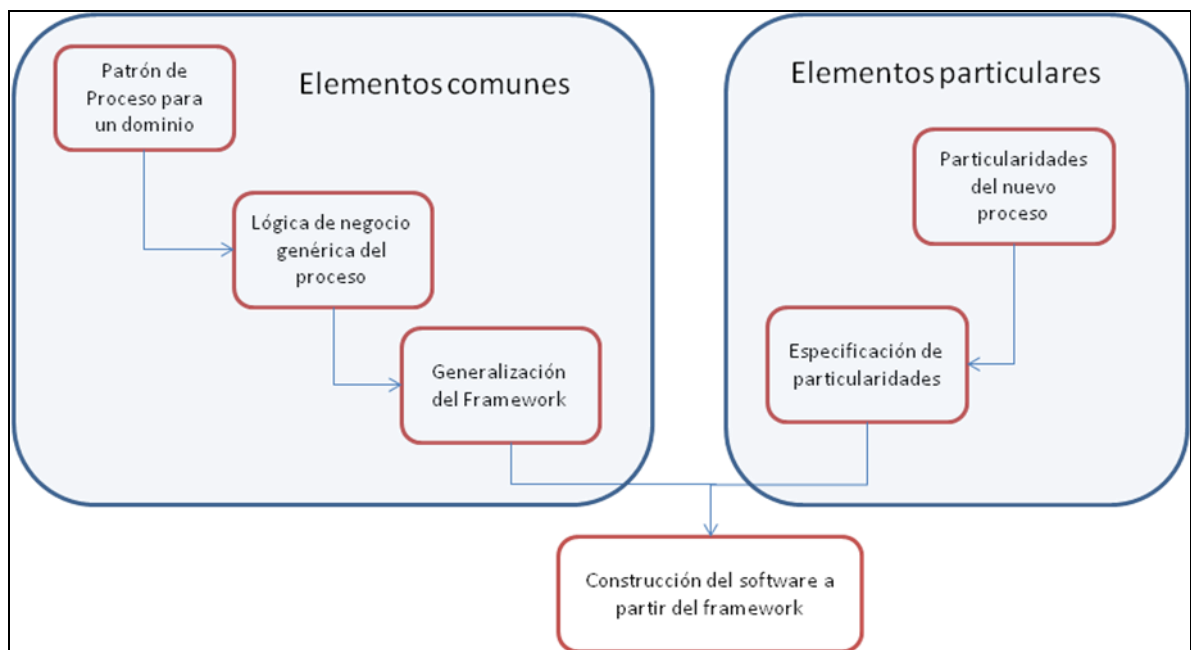 Elementos comunes
Patrón de
Proceso para
un dominio
Lógica de negocio
genérica del
proceso
Generalización
del Framework
Elementos particulares
Particularidades
del nuevo
proceso
Especificación de
particularidades
Construcción del software a
partir del framework